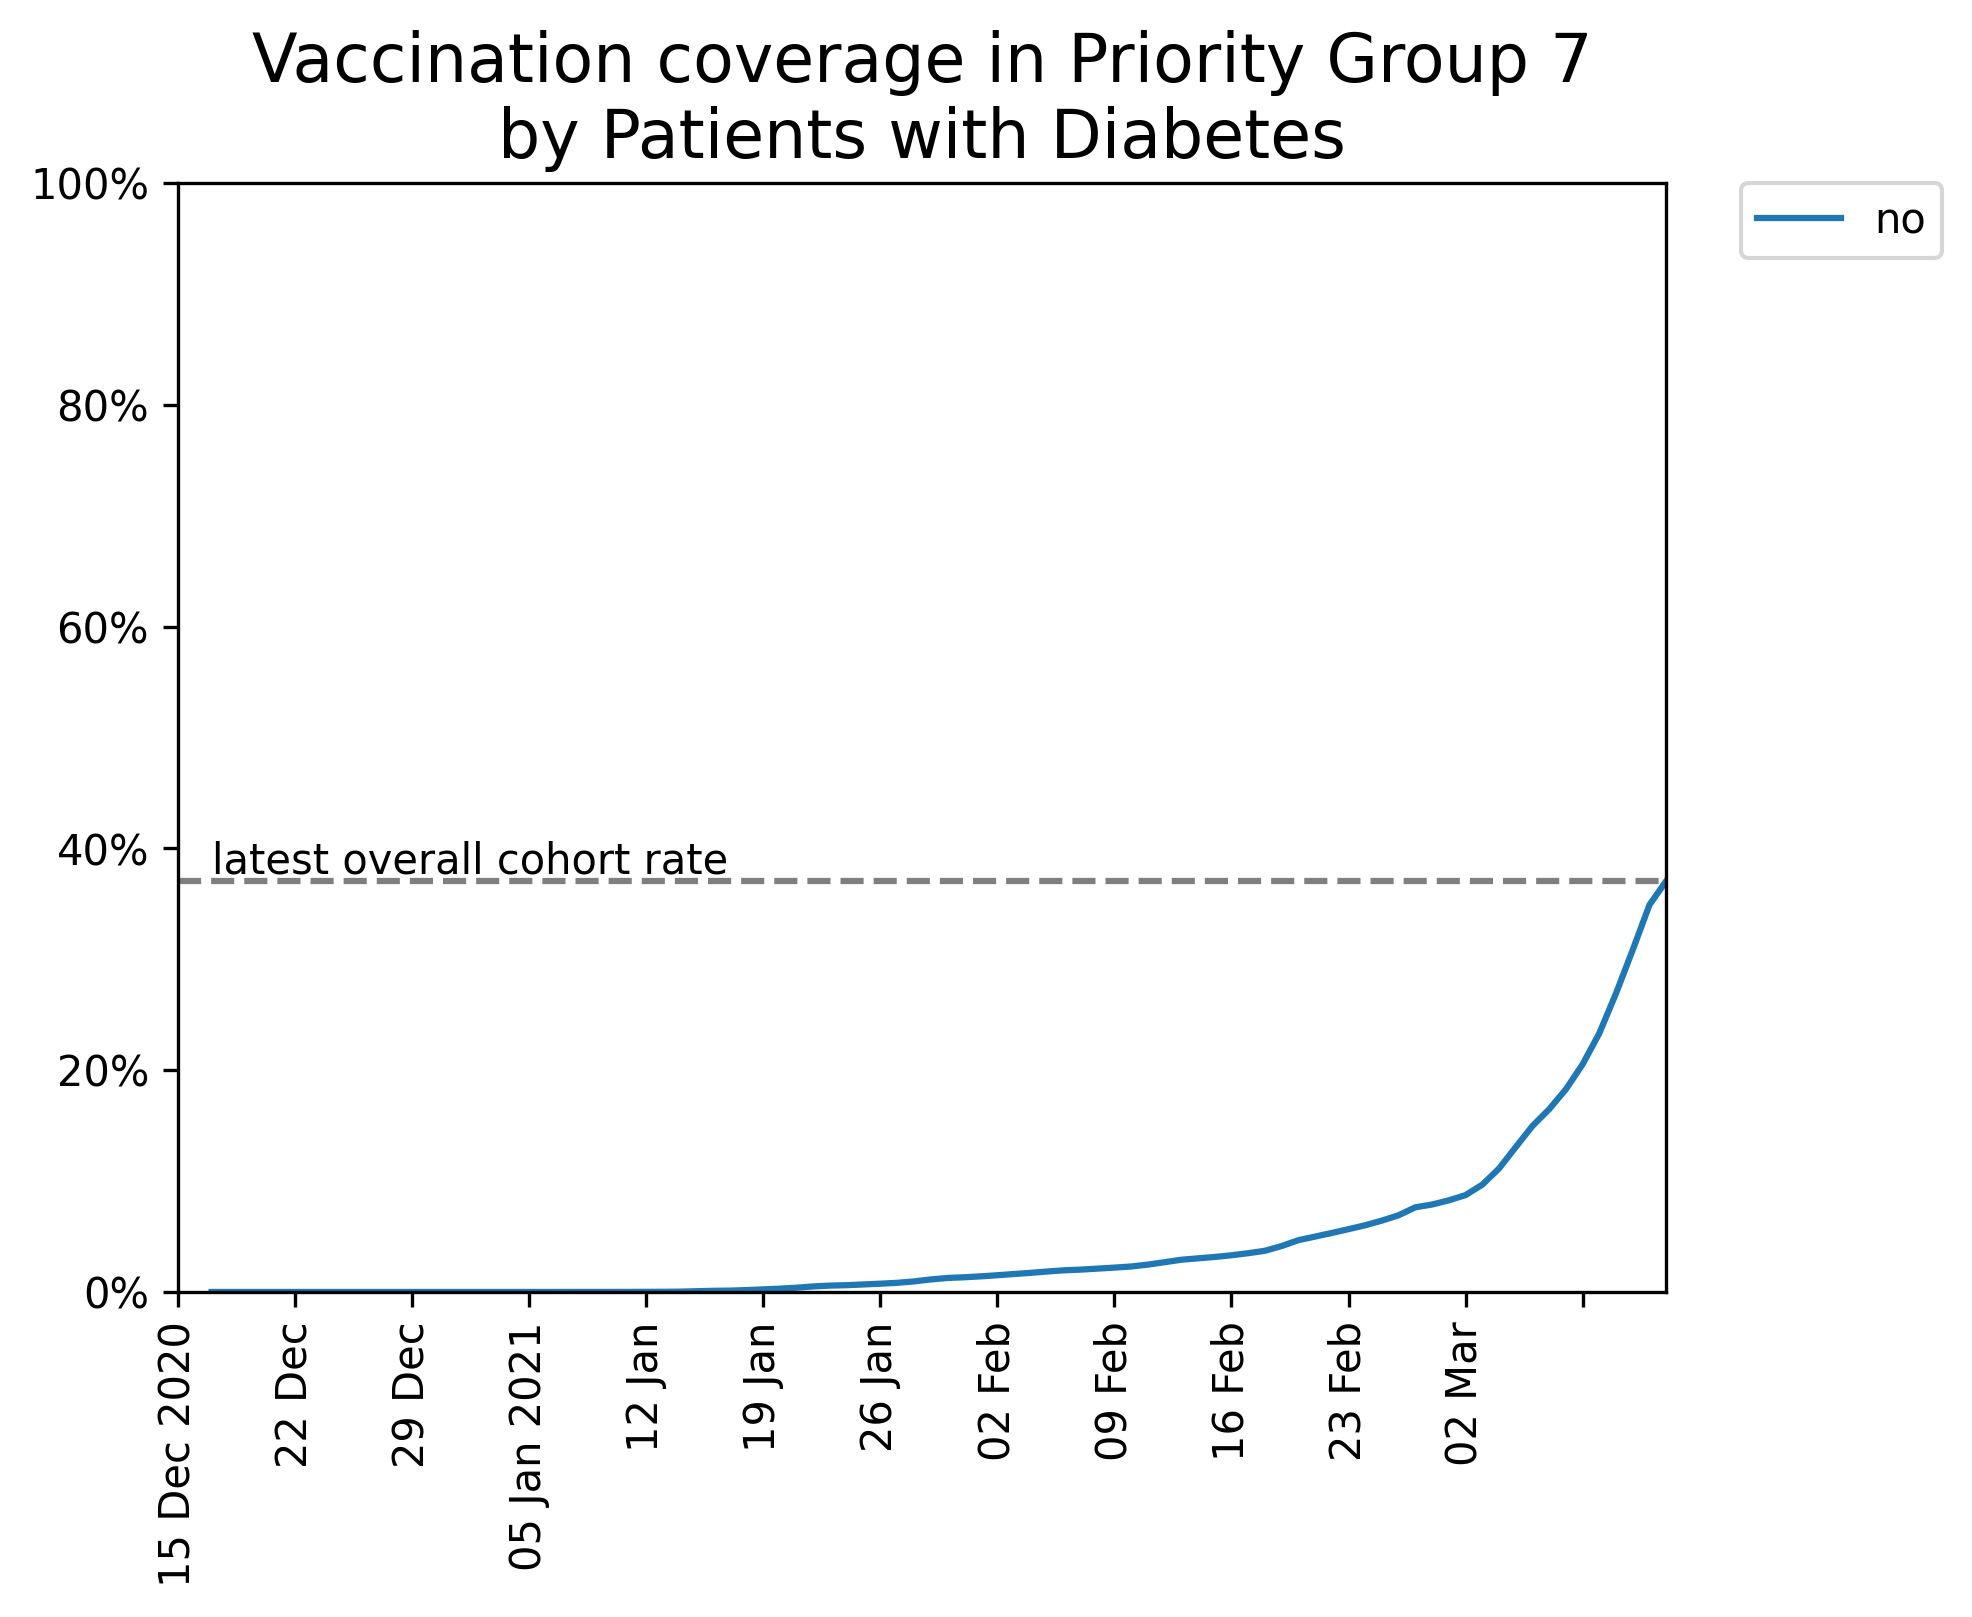 Vaccination coverage in Priority Group 7
by Patients with Diabetes
100%
80%
60%
40%
20%
0%
latest overall cohort rate
no
15 Dec 2020
22 Dec
29 Dec
05 Jan 2021
12 Jan
19 Jan
26 Jan
02 Feb
09 Feb
16 Feb
23 Feb
02 Mar